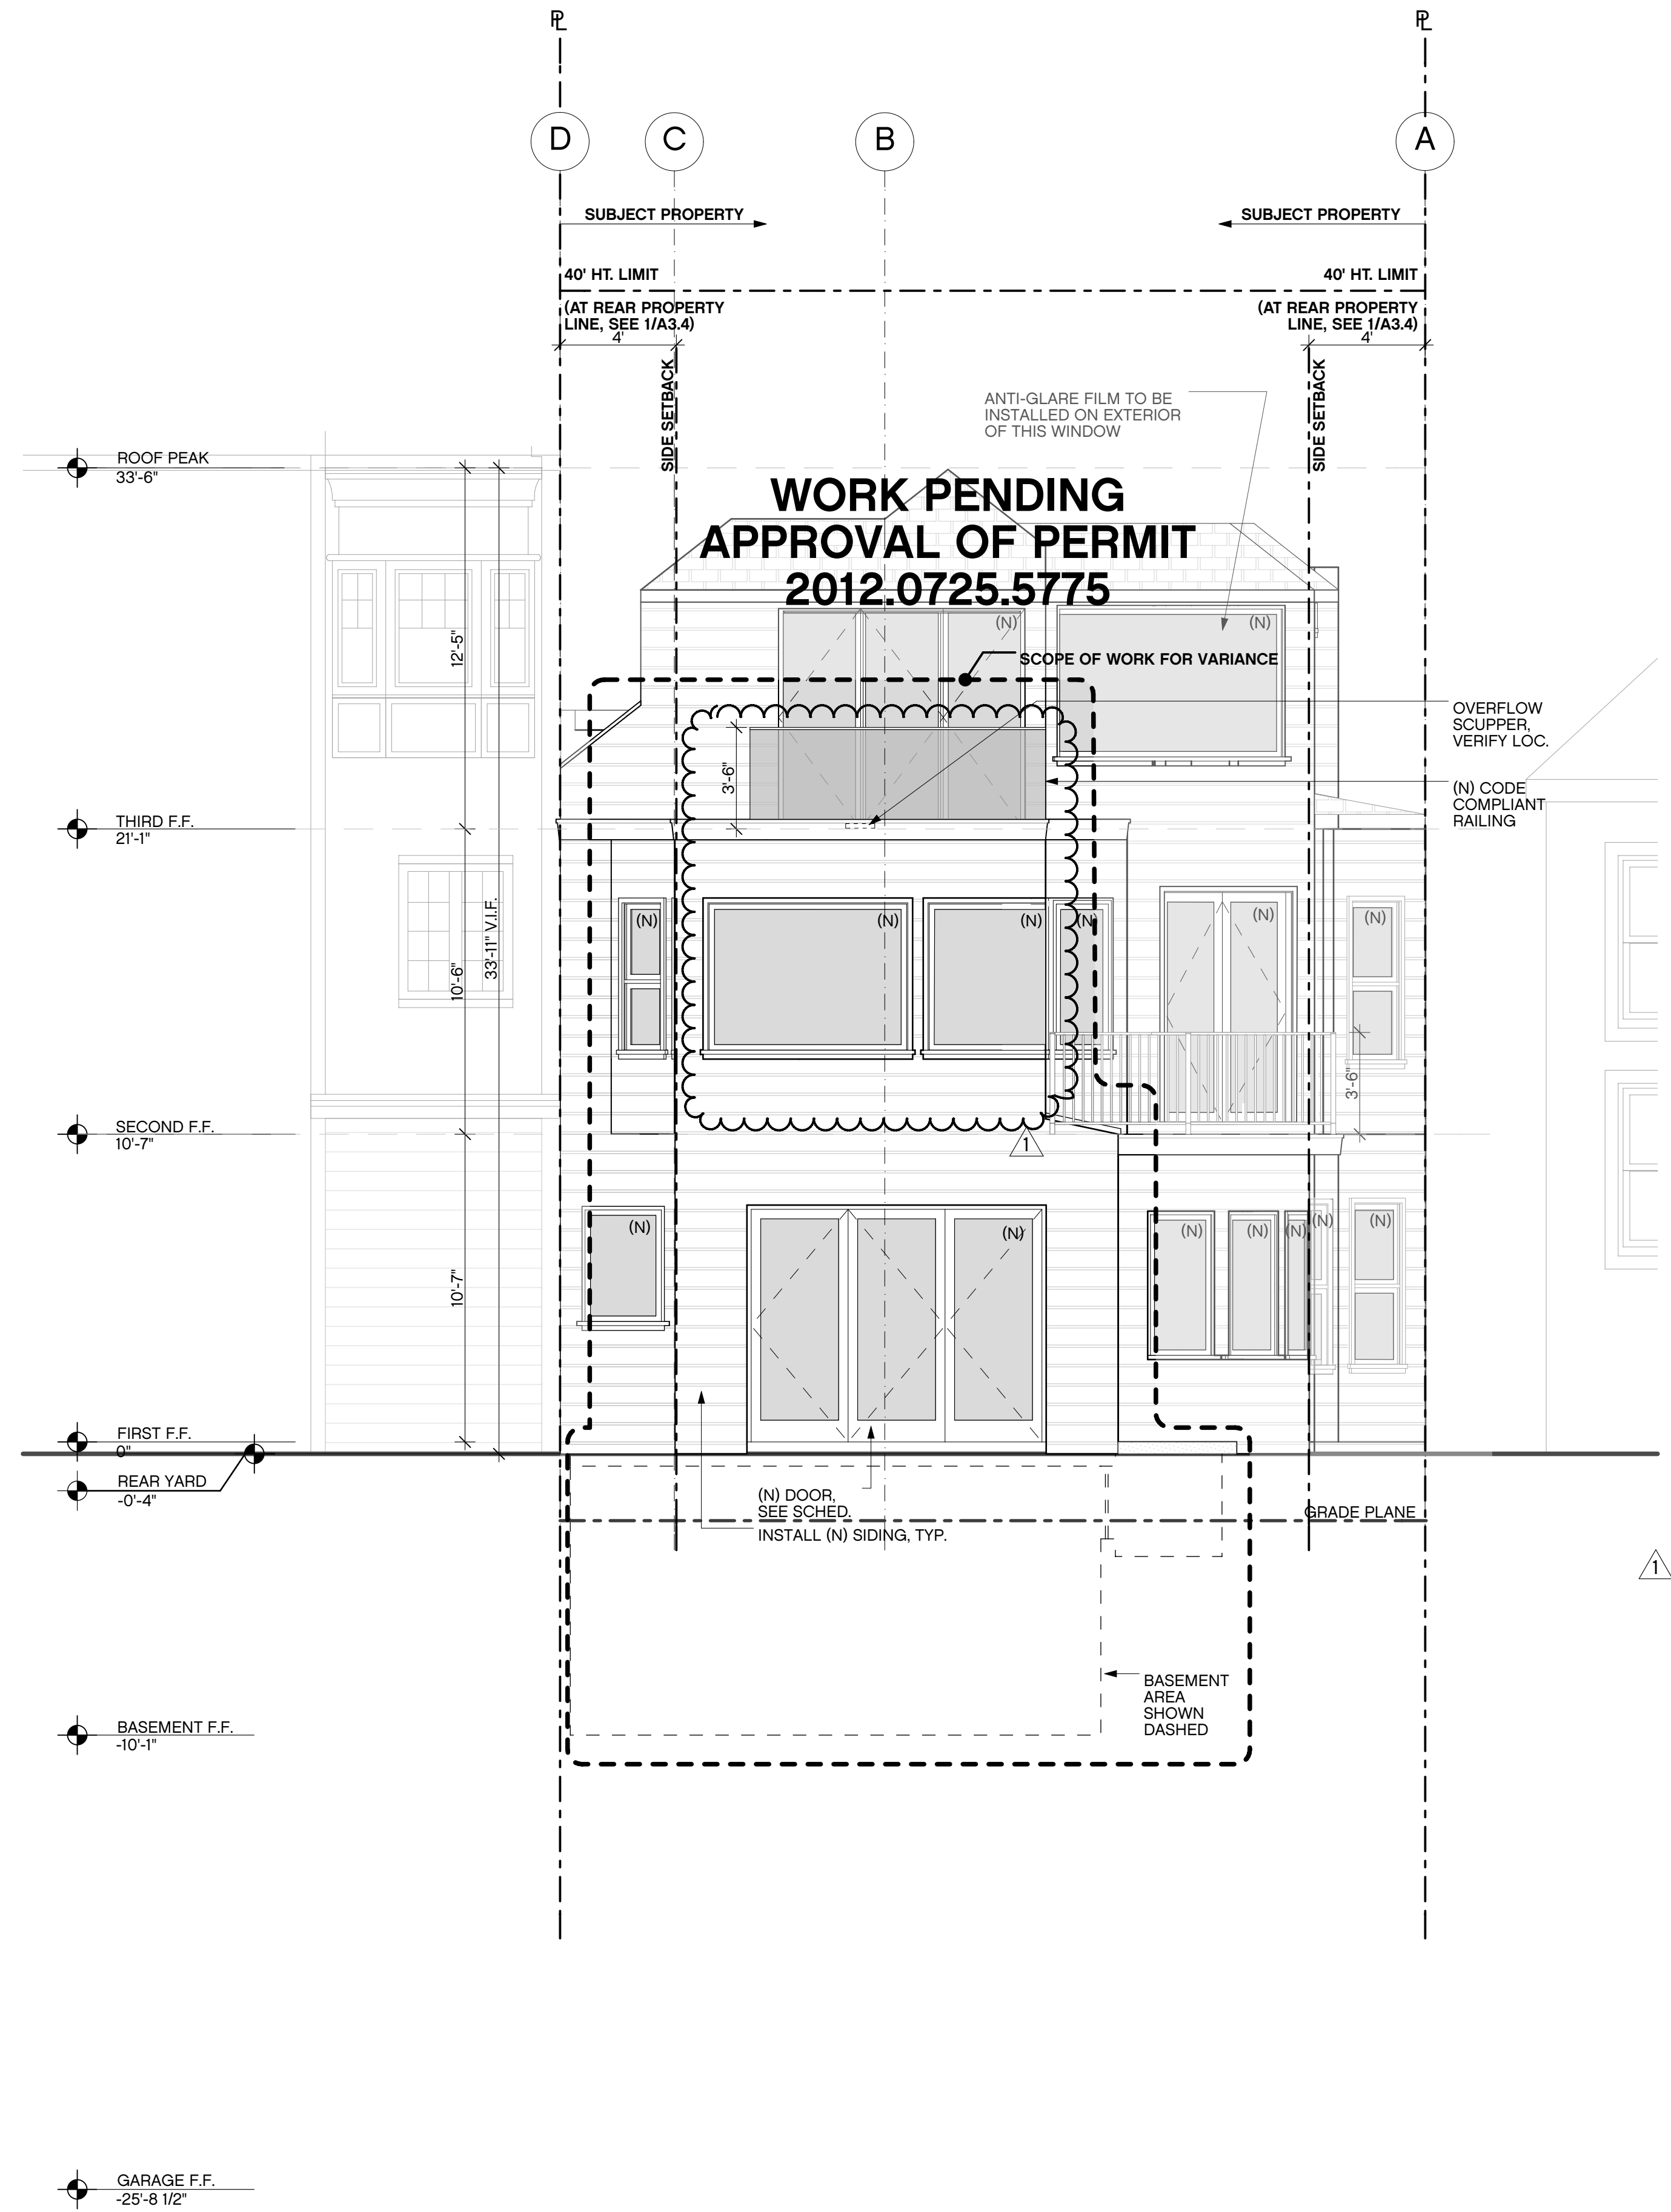 PL
PL
D
C
B
A
SUBJECT PROPERTY
SUBJECT PROPERTY
40' HT. LIMIT
40' HT. LIMIT
(AT REAR PROPERTY
LINE, SEE 1/A3.4)
(AT REAR PROPERTY
LINE, SEE 1/A3.4)
4'
4'
SIDE SETBACK
SIDE SETBACK
ANTI-GLARE FILM TO BE
INSTALLED ON EXTERIOR
OF THIS WINDOW
ROOF PEAK
33'-6"
WORK PENDING
APPROVAL OF PERMIT
2012.0725.5775
(N)
(N)
12'-5"
SCOPE OF WORK FOR VARIANCE
OVERFLOW
SCUPPER,
VERIFY LOC.
3'-6"
(N) CODE
COMPLIANT
RAILING
THIRD F.F.
21'-1"
(N)
(N)
(N)
(N)
(N)
(N)
33'-11" V.I.F.
10'-6"
3'-6"
SECOND F.F.
10'-7"
1
(N)
(N)
(N)
(N)
(N)
(N)
(N)
10'-7"
FIRST F.F.
0"
REAR YARD
-0'-4"
(N) DOOR,
SEE SCHED.
INSTALL (N) SIDING, TYP.
GRADE PLANE
1
BASEMENT
AREA
SHOWN
DASHED
BASEMENT F.F.
-10'-1"
GARAGE F.F.
-25'-8 1/2"